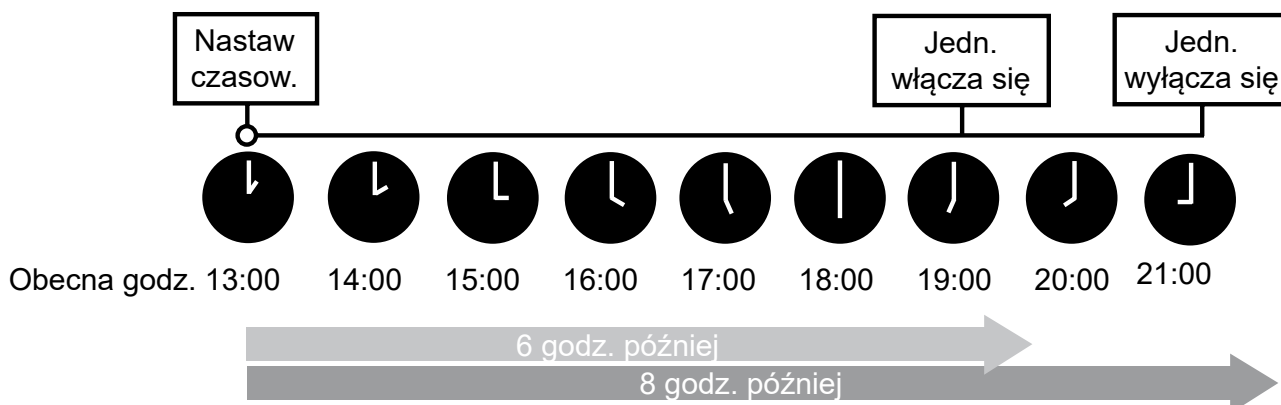 Nastaw
czasow.
Jedn.
włącza się
Jedn.
wyłącza się
Obecna godz. 13:00 14:00 15:00 16:00 17:00 18:00 19:00 20:00 21:00
6 godz. później
8 godz. później